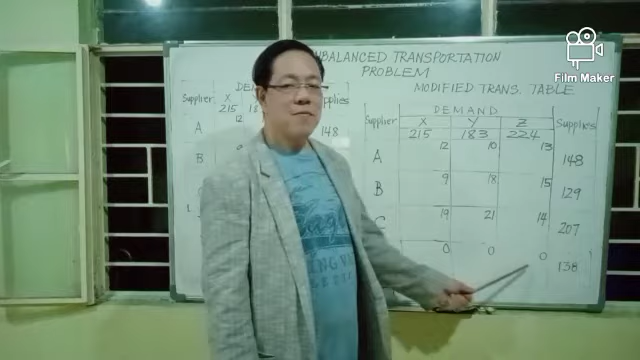 Film Maker
UNBALANCED TRANSPORTATION
PROBLEM
MODIFIED TRANS. TABLE
Supplier
X
215
12
A
148
B
Supplier DEMAND Supplies
X Y Z
215 183 224
A 12 10 13 148
B 9 18 15 129
C 19 21 14 207
0 0 0 138